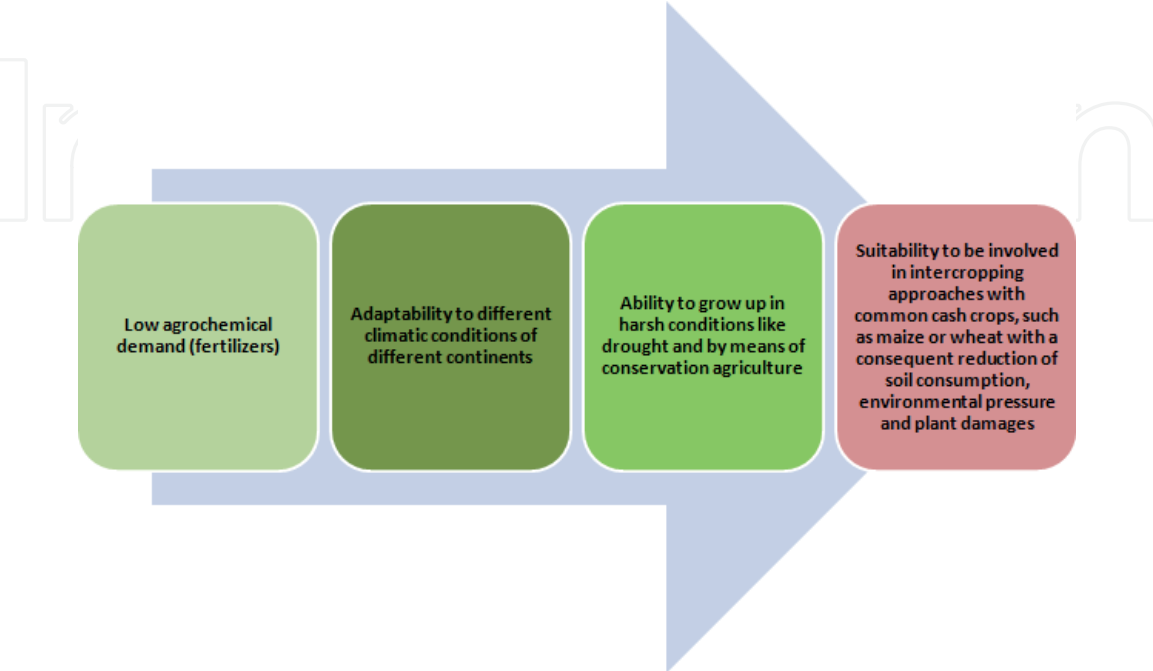 Low agrochemical
demand (fertilizers)
Adaptability to different
climatic conditions of
different continents
Ability to grow up in
harsh conditions like
drought and by means of
conservation agriculture
Suitability to be involved
in intercropping
approaches with
common cash crops, such
as maize or wheat with a
consequent reduction of
soil consumption,
environmental pressure
and plant damages